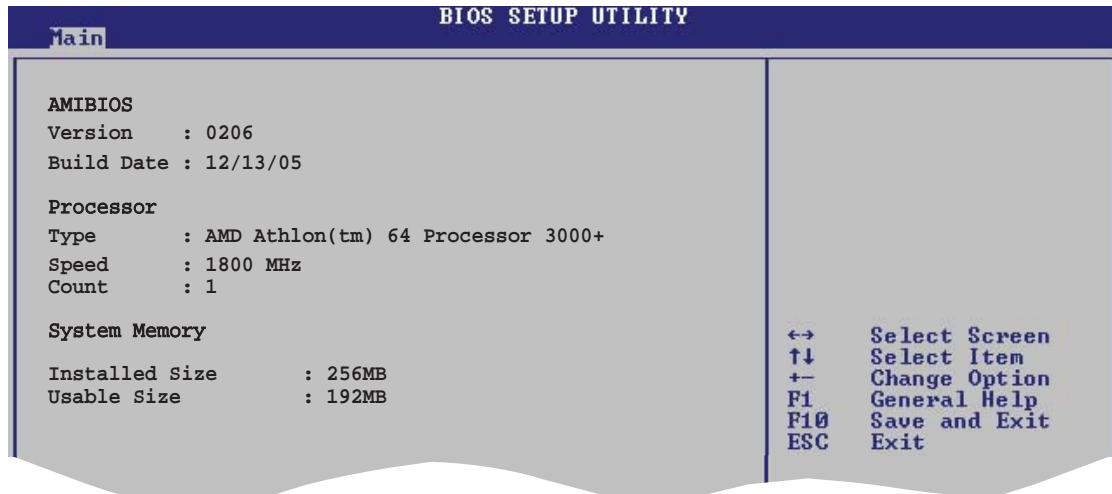 BIOS SETUP UTILITY
Main
AMIBIOS
Version : 0206
Build Date : 12/13/05
Processor
Type : AMD Athlon(tm) 64 Processor 3000+
Speed : 1800 MHz
Count : 1
System Memory
Installed Size : 256MB
Usable Size : 192MB
←→ Select Screen
↑↓ Select Item
+- Change Option
F1 General Help
F10 Save and Exit
ESC Exit